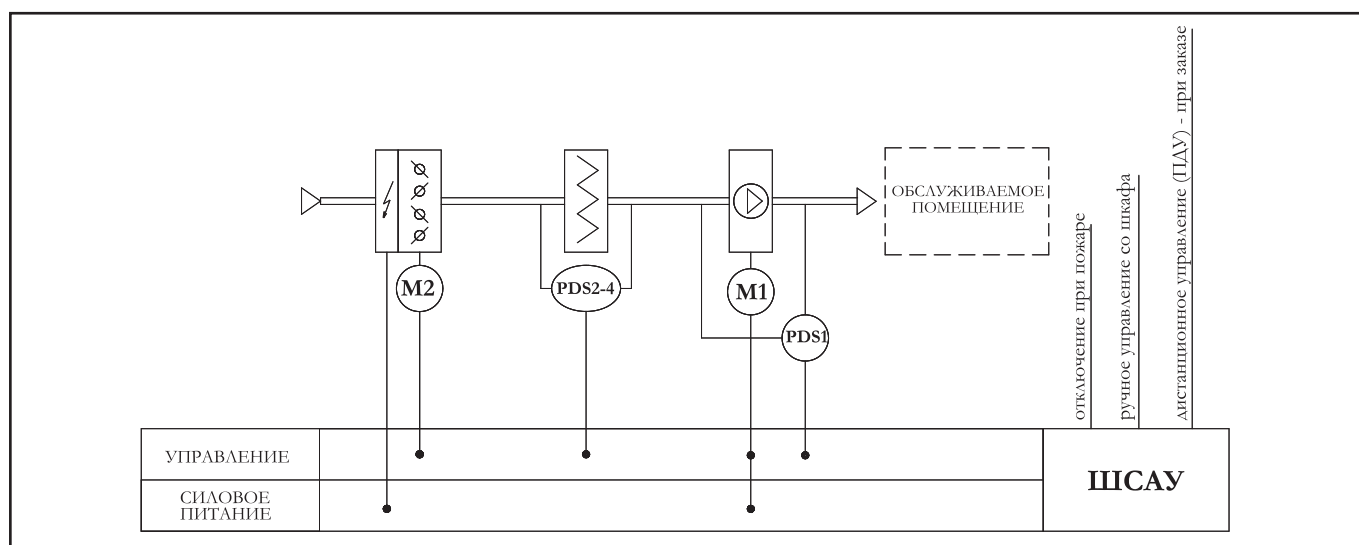 ОБСЛУЖИВАЕМОЕ
ПОМЕЩЕНИЕ
M2
PDS2-4
M1
PDS1
отключение при пожаре
ручное управление со шкафа
дистанционное управление (ПДУ) - при заказе
УПРАВЛЕНИЕ
СИЛОВОЕ
ПИТАНИЕ
ШСАУ